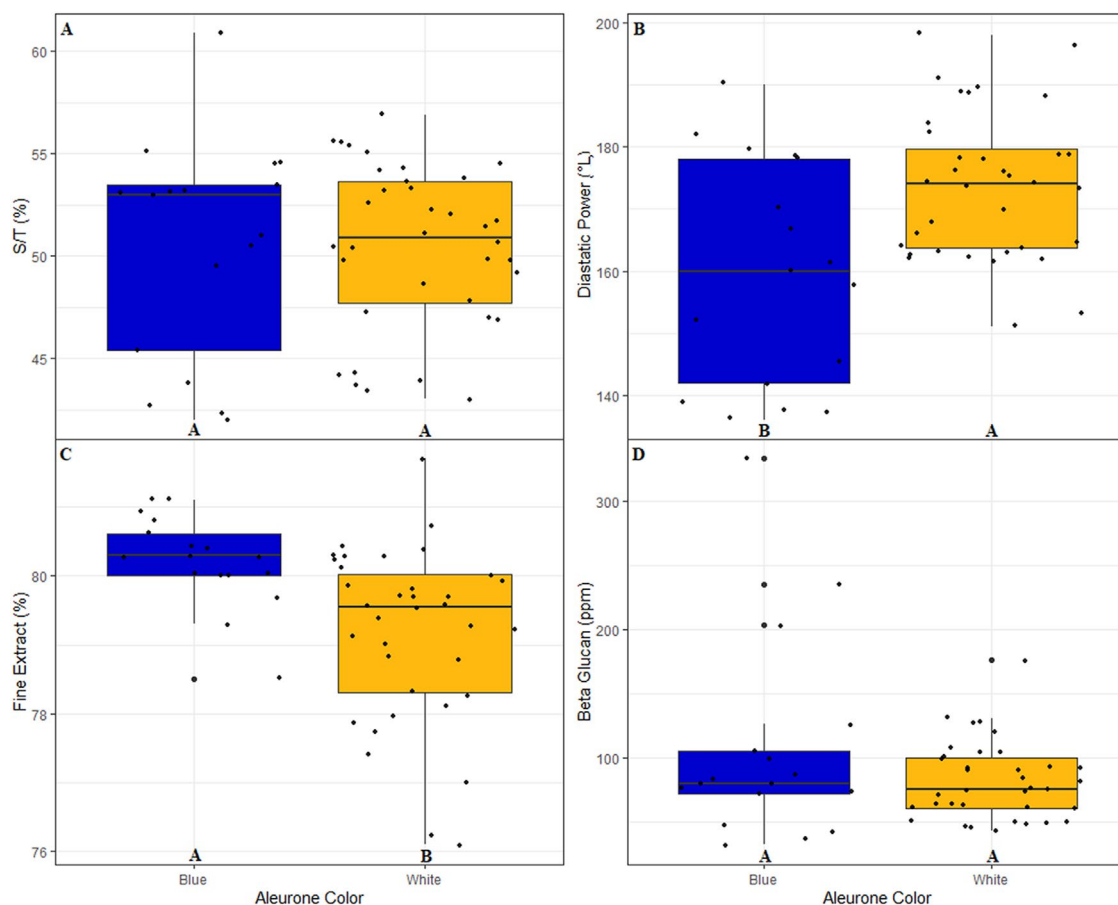 A
S/T (%)
60
55
50
45
A
A
B
Diastatic Power (°L)
200
180
160
140
B
A
C
Fine Extract (%)
80
78
76
A
B
Blue
White
Aleurone Color
D
Beta Glucan (ppm)
300
200
100
A
A
Blue
White
Aleurone Color